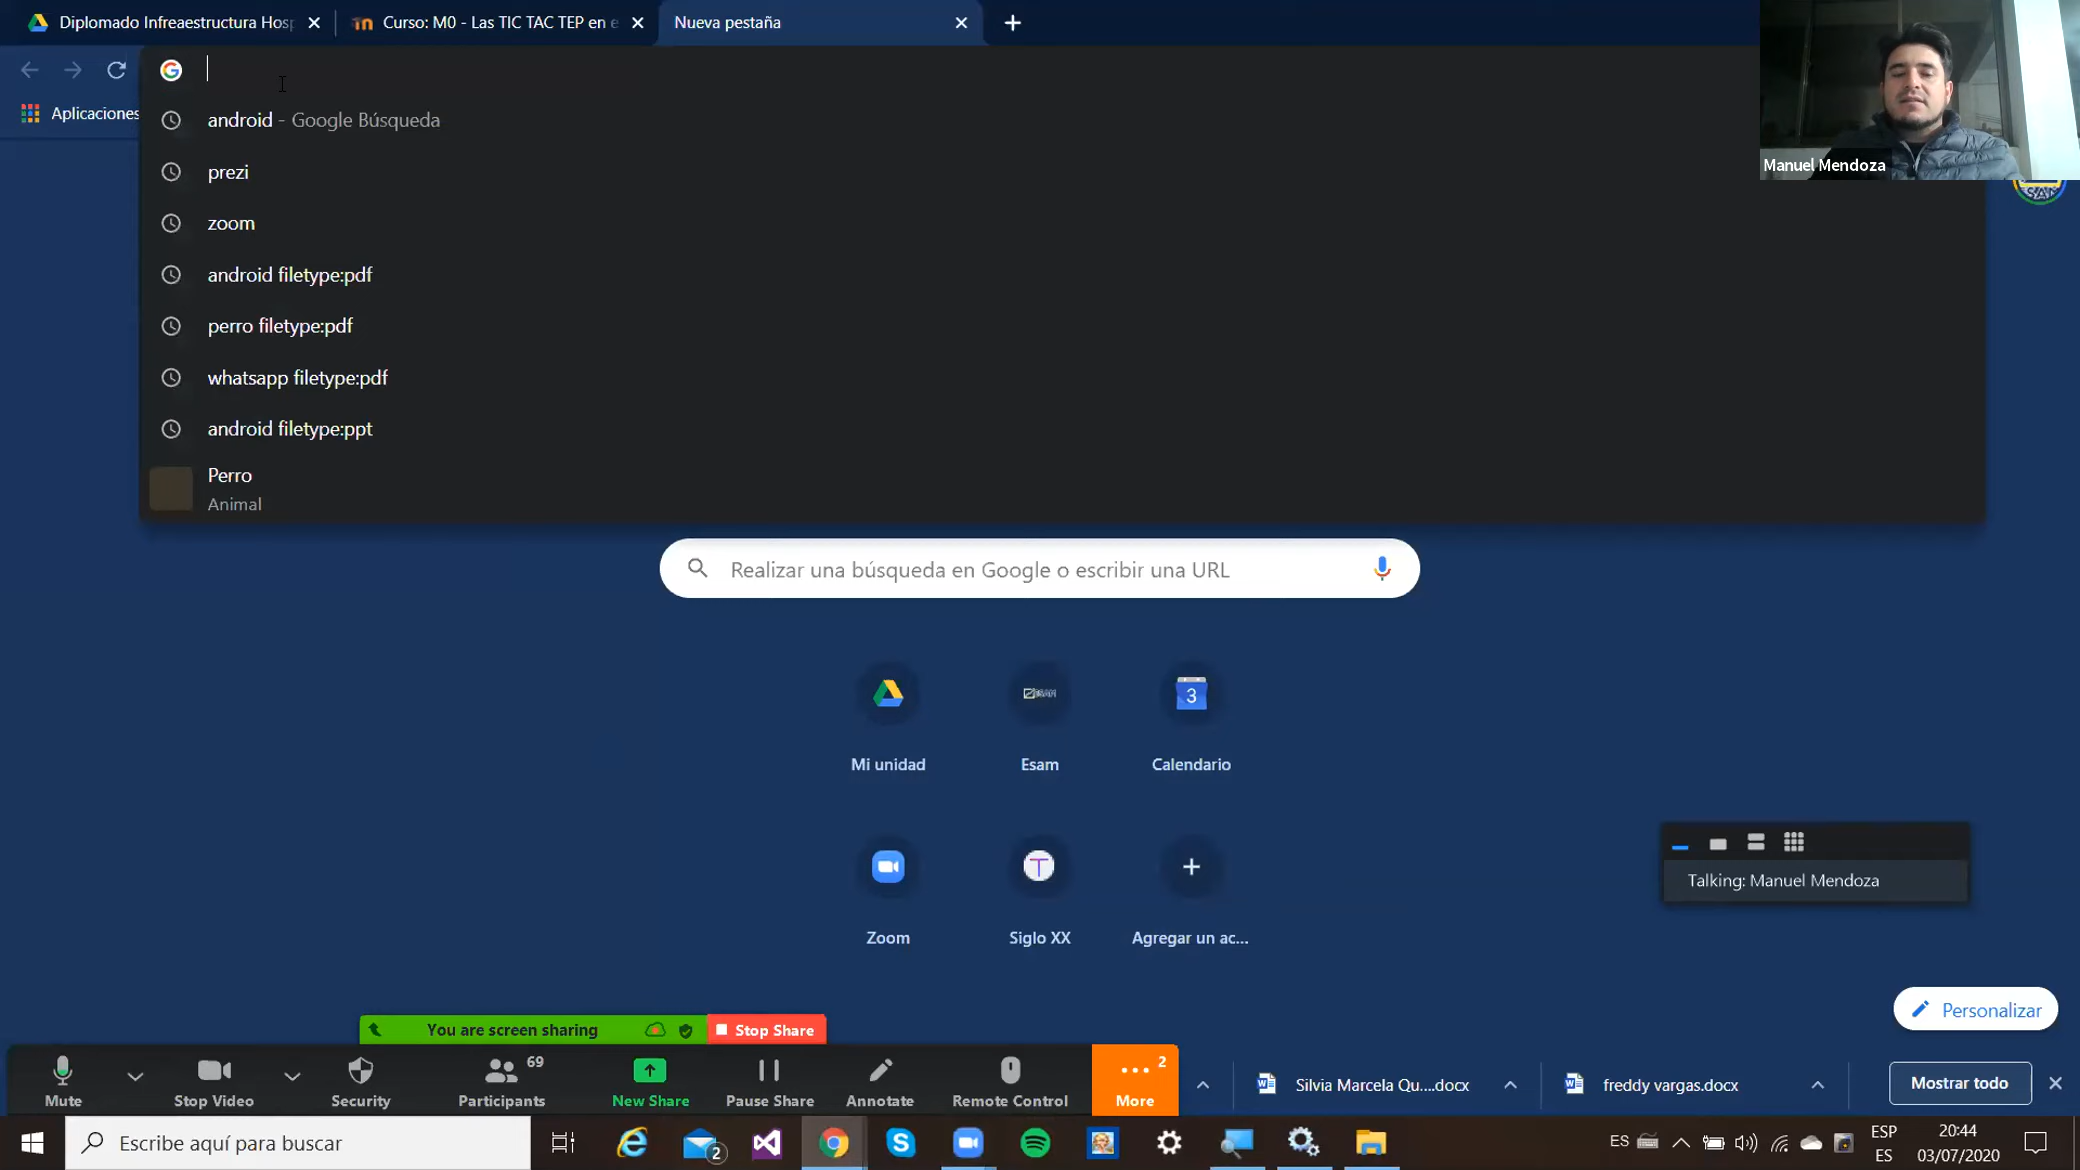 Diplomado Infraestructura Hosp
Curso: M0 - Las TIC TAC TEP en e
Nueva pestaña
Aplicaciones
android - Google Búsqueda
prezi
zoom
android filetype:pdf
perro filetype:pdf
whatsapp filetype:pdf
android filetype:ppt
Perro
Animal
Manuel Mendoza
Realizar una búsqueda en Google o escribir una URL
Mi unidad
Esam
3
Calendario
Zoom
T
Siglo XX
Agregar un ac...
Talking: Manuel Mendoza
Personalizar
You are screen sharing
Stop Share
Mute
Stop Video
Security
69
Participants
New Share
Pause Share
Annotate
Remote Control
2
More
Silvia Marcela Qu....docx
freddy vargas.docx
Mostrar todo
Escribe aquí para buscar
2
ES
ESP
ES
20:44
03/07/2020